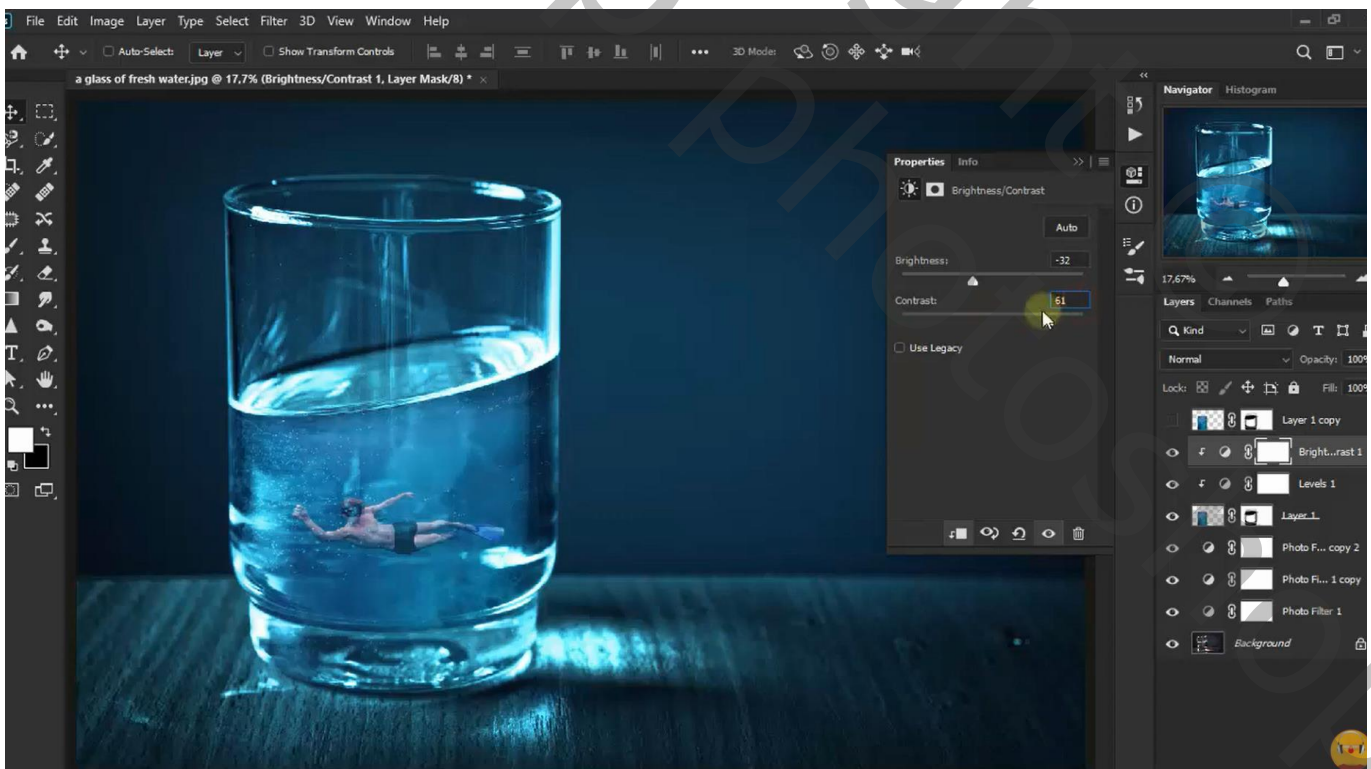 File Edit Image Layer Type Select Filter 3D View Window Help
Auto-Select: Layer Show Transform Controls 3D Mode:
a glass of fresh water.jpg @ 17,7% (Brightness/Contrast 1, Layer Mask/8) * ×
Navigator Histogram
Properties Info
Brightness/Contrast
Auto
Brightness: -32
Contrast: 61
Use Legacy
17,67%
Layers Channels Paths
Kind
Normal Opacity: 100%
Lock: Fill: 100%
Layer 1 copy
Bright...rast 1
Levels 1
Layer 1
Photo F... copy 2
Photo Fi... 1 copy
Photo Filter 1
Background